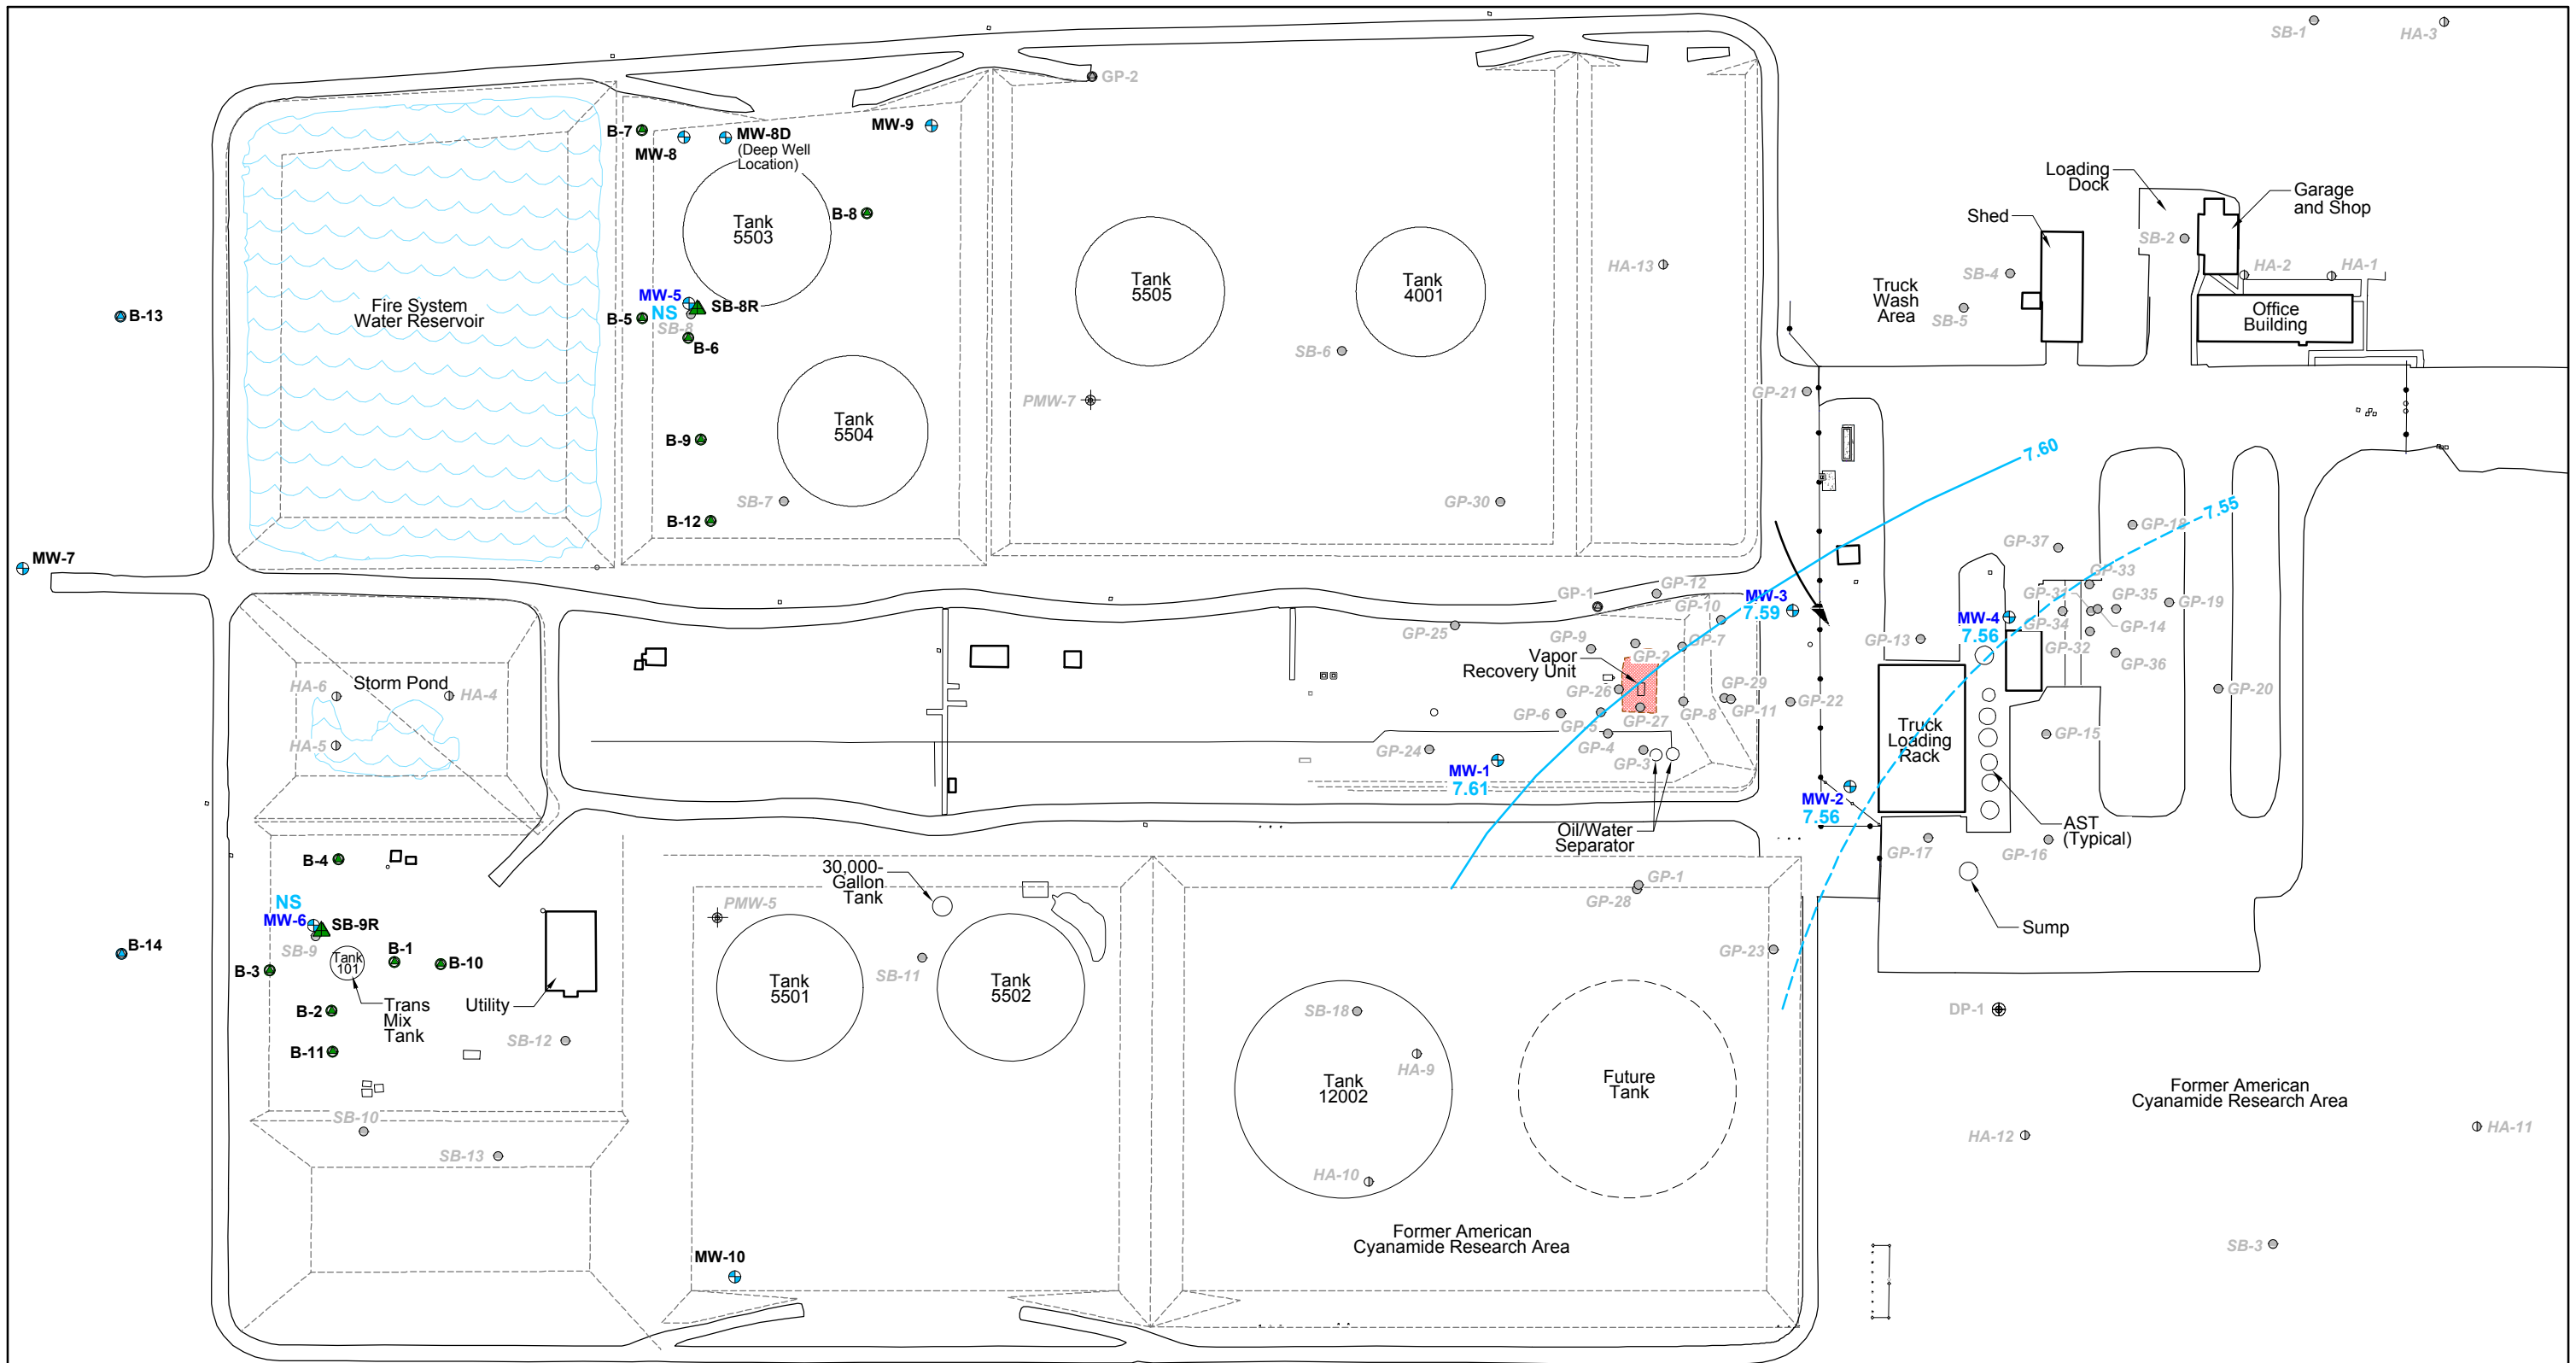 SB-1
HA-3
GP-2
B-7
MW-8
MW-8D
(Deep Well
Location)
MW-9
Tank
5503
B-8
Loading
Dock
Garage
and Shop
Shed
SB-2
SB-4
HA-2
HA-1
Truck
Wash
Area
SB-5
Office
Building
HA-13
Tank
5505
Tank
4001
B-13
Fire System
Water Reservoir
MW-5
NS
SB-8R
B-5
SB-8
B-6
SB-6
PMW-7
GP-21
Tank
5504
B-9
SB-7
B-12
GP-30
7.60
7.55
GP-18
GP-37
MW-7
GP-33
GP-12
GP-1
MW-3
7.59
GP-10
GP-31
GP-35
GP-19
MW-4
7.56
GP-34
GP-14
GP-25
GP-9
GP-7
GP-2
GP-13
GP-32
GP-36
Vapor
Recovery Unit
Storm Pond
HA-6
HA-4
GP-26
GP-29
GP-20
GP-6
GP-5
GP-27
GP-8
GP-11
GP-22
HA-5
Truck
Loading
Rack
GP-15
GP-24
GP-4
GP-3
MW-1
7.61
MW-2
7.56
Oil/Water
Separator
AST
(Typical)
GP-17
GP-16
B-4
30,000-
Gallon
Tank
GP-1
GP-28
NS
MW-6
SB-9R
SB-9
PMW-5
Sump
B-14
B-3
Tank
101
B-1
B-10
SB-11
GP-23
Tank
5501
Tank
5502
B-2
Trans
Mix
Tank
Utility
SB-12
SB-18
DP-1
B-11
HA-9
Tank
12002
Future
Tank
Former American
Cyanamide Research Area
SB-10
HA-12
HA-11
SB-13
HA-10
Former American
Cyanamide Research Area
SB-3
MW-10